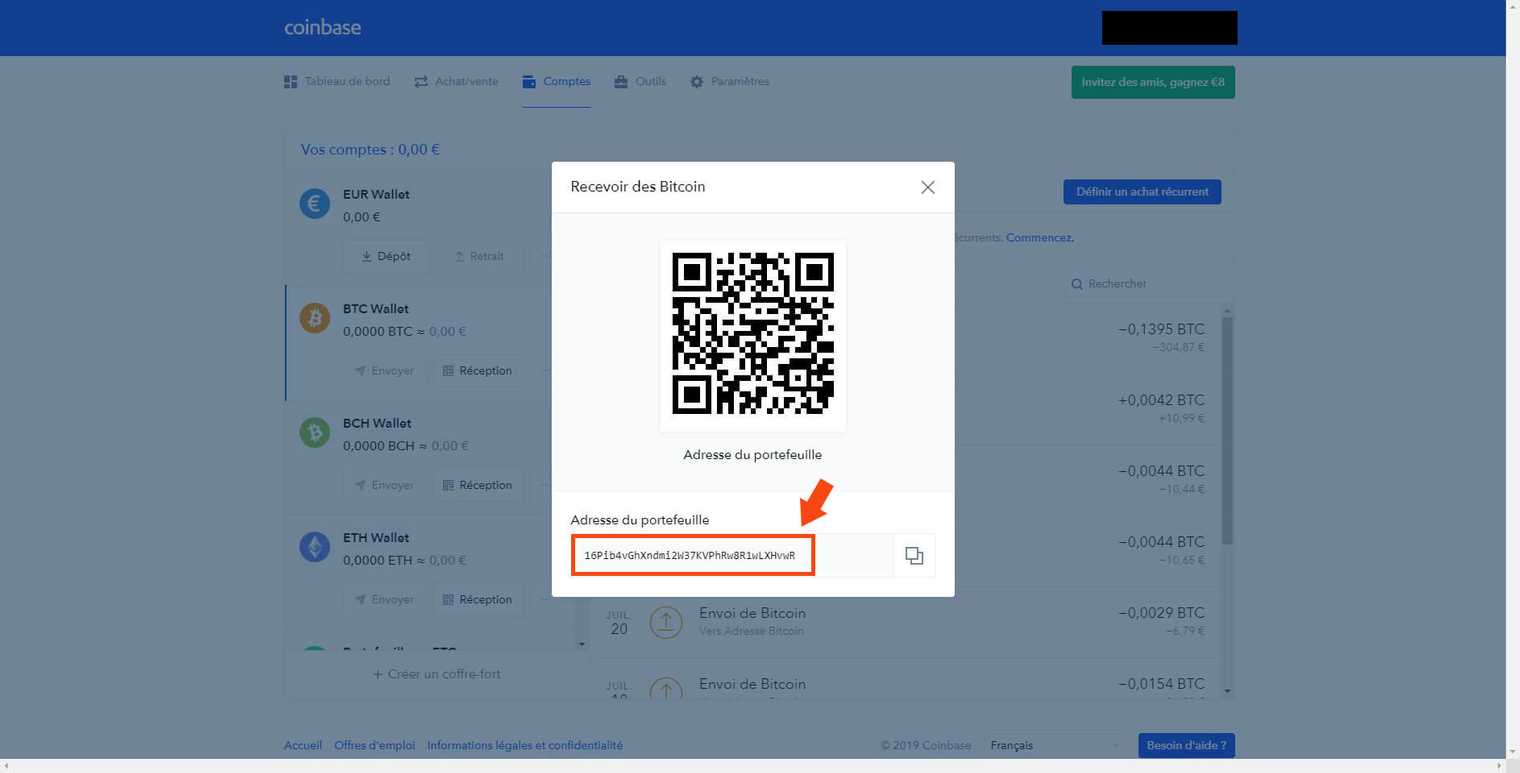 coinbase
Tableau de bord
Achat/vente
Comptes
Outils
Paramètres
Invitez des amis, gagnez €8
Vos comptes : 0,00 €
EUR Wallet
0,00 €
Dépôt
Retrait
BTC Wallet
0,0000 BTC ≈ 0,00 €
Envoyer
Réception
BCH Wallet
0,0000 BCH ≈ 0,00 €
Envoyer
Réception
ETH Wallet
0,0000 ETH ≈ 0,00 €
Envoyer
Réception
+ Créer un coffre-fort
Recevoir des Bitcoin
Adresse du portefeuille
Adresse du portefeuille
16Pib4vGhXndmi2W37KVPhRw8R1wLXHvwR
Définir un achat récurrent
écurrents. Commencez.
Rechercher
−0,1395 BTC
−304,87 €
+0,0042 BTC
+10,99 €
−0,0044 BTC
−10,44 €
−0,0044 BTC
−10,65 €
JUIL.
20
Envoi de Bitcoin
Vers Adresse Bitcoin
−0,0029 BTC
−6,79 €
JUIL.
Envoi de Bitcoin
−0,0154 BTC
Accueil
Offres d'emploi
Informations légales et confidentialité
© 2019 Coinbase
Français
Besoin d'aide ?